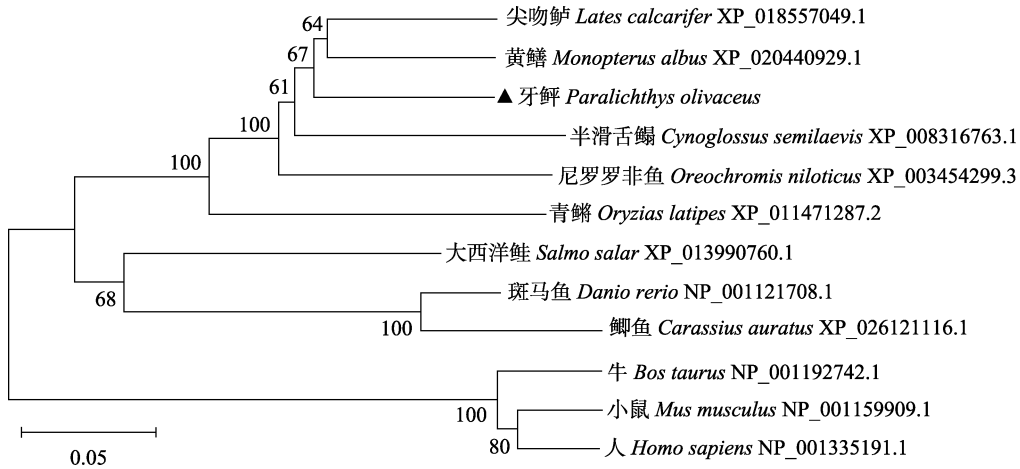 尖吻鲈 Lates calcarifer XP_018557049.1
64
黄鳝 Monopterus albus XP_020440929.1
67
▲牙鲆 Paralichthys olivaceus
61
半滑舌鳎 Cynoglossus semilaevis XP_008316763.1
100
尼罗罗非鱼 Oreochromis niloticus XP_003454299.3
100
青鳉 Oryzias latipes XP_011471287.2
大西洋鲑 Salmo salar XP_013990760.1
68
斑马鱼 Danio rerio NP_001121708.1
100
鲫鱼 Carassius auratus XP_026121116.1
牛 Bos taurus NP_001192742.1
100
小鼠 Mus musculus NP_001159909.1
80
人 Homo sapiens NP_001335191.1
0.05